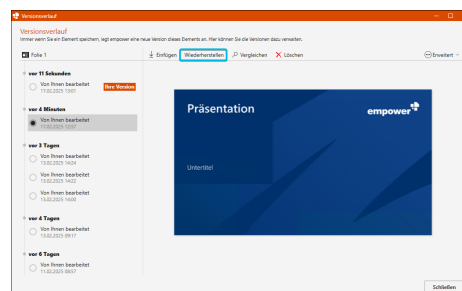 Versionsverlauf
Versionsverlauf
Immer wenn Sie ein Element speichern, legt empower eine neue Version dieses Elements an. Hier können Sie die Versionen dazu verwalten.
Folie 1
Einfügen Wiederherstellen Vergleichen Löschen Erweitert
vor 11 Sekunden
Von Ihnen bearbeitet
17.02.2025 13:01
Ihre Version
vor 4 Minuten
Von Ihnen bearbeitet
17.02.2025 12:57
vor 3 Tagen
Von Ihnen bearbeitet
13.02.2025 14:24
Von Ihnen bearbeitet
13.02.2025 14:22
Von Ihnen bearbeitet
13.02.2025 14:00
vor 4 Tagen
Von Ihnen bearbeitet
13.02.2025 09:17
vor 6 Tagen
Von Ihnen bearbeitet
11.02.2025 08:57
Präsentation
empower
Untertitel
Schließen